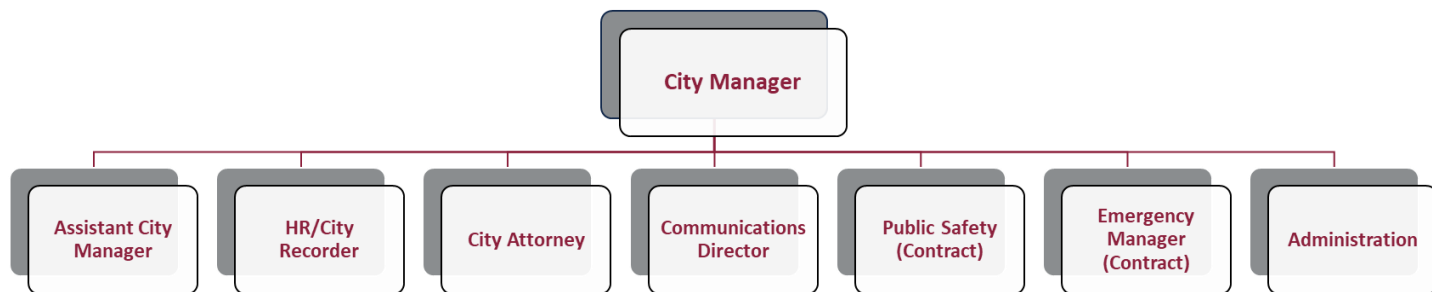 City Manager
Assistant City
Manager
HR/City
Recorder
City Attorney
Communications
Director
Public Safety
(Contract)
Emergency
Manager
(Contract)
Administration